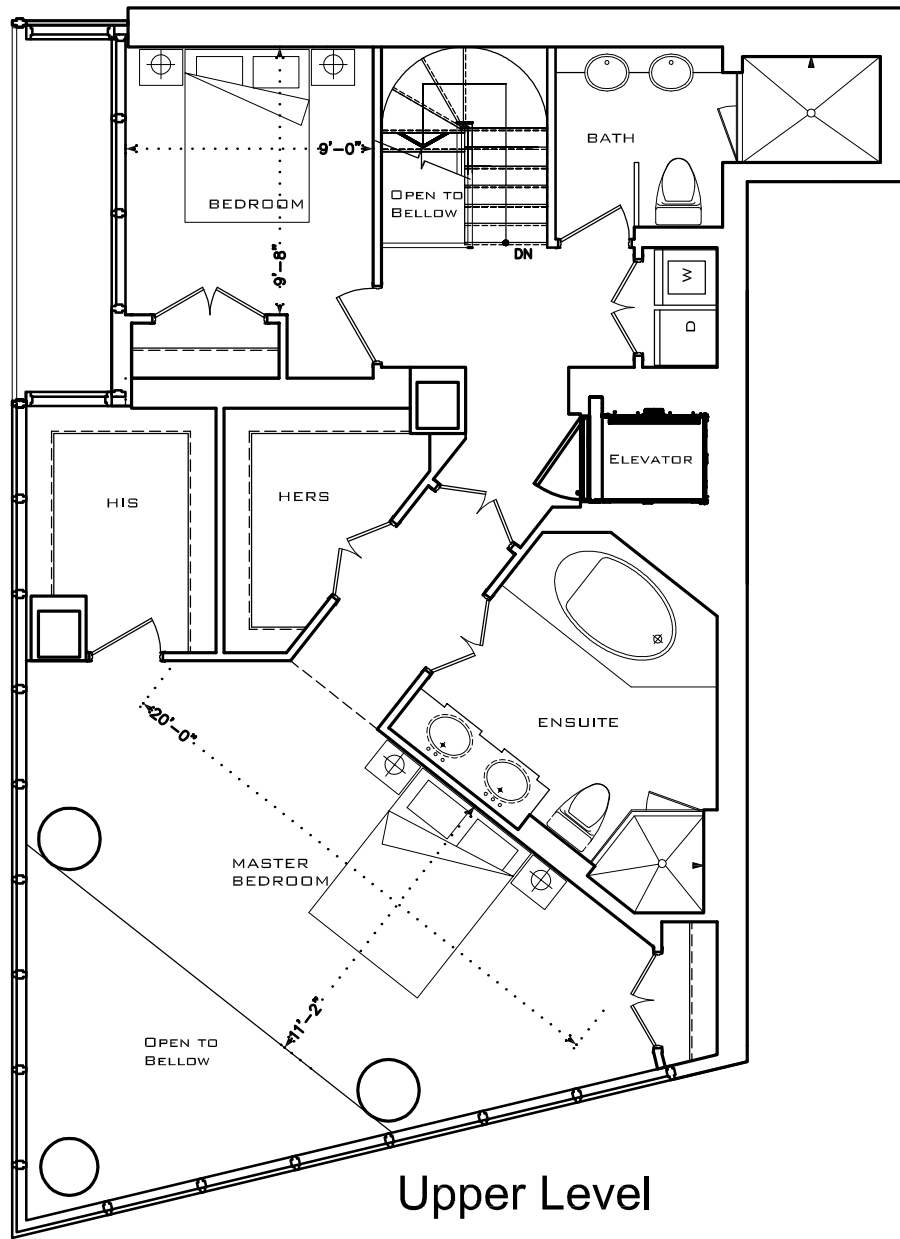 BATH
9'-0"
OPEN TO
BELLOW
BEDROOM
9'-8"
DN
W
D
ELEVATOR
HIS
HERS
20'-0"
ENSUITE
MASTER
BEDROOM
11'-2"
OPEN TO
BELLOW
Upper Level